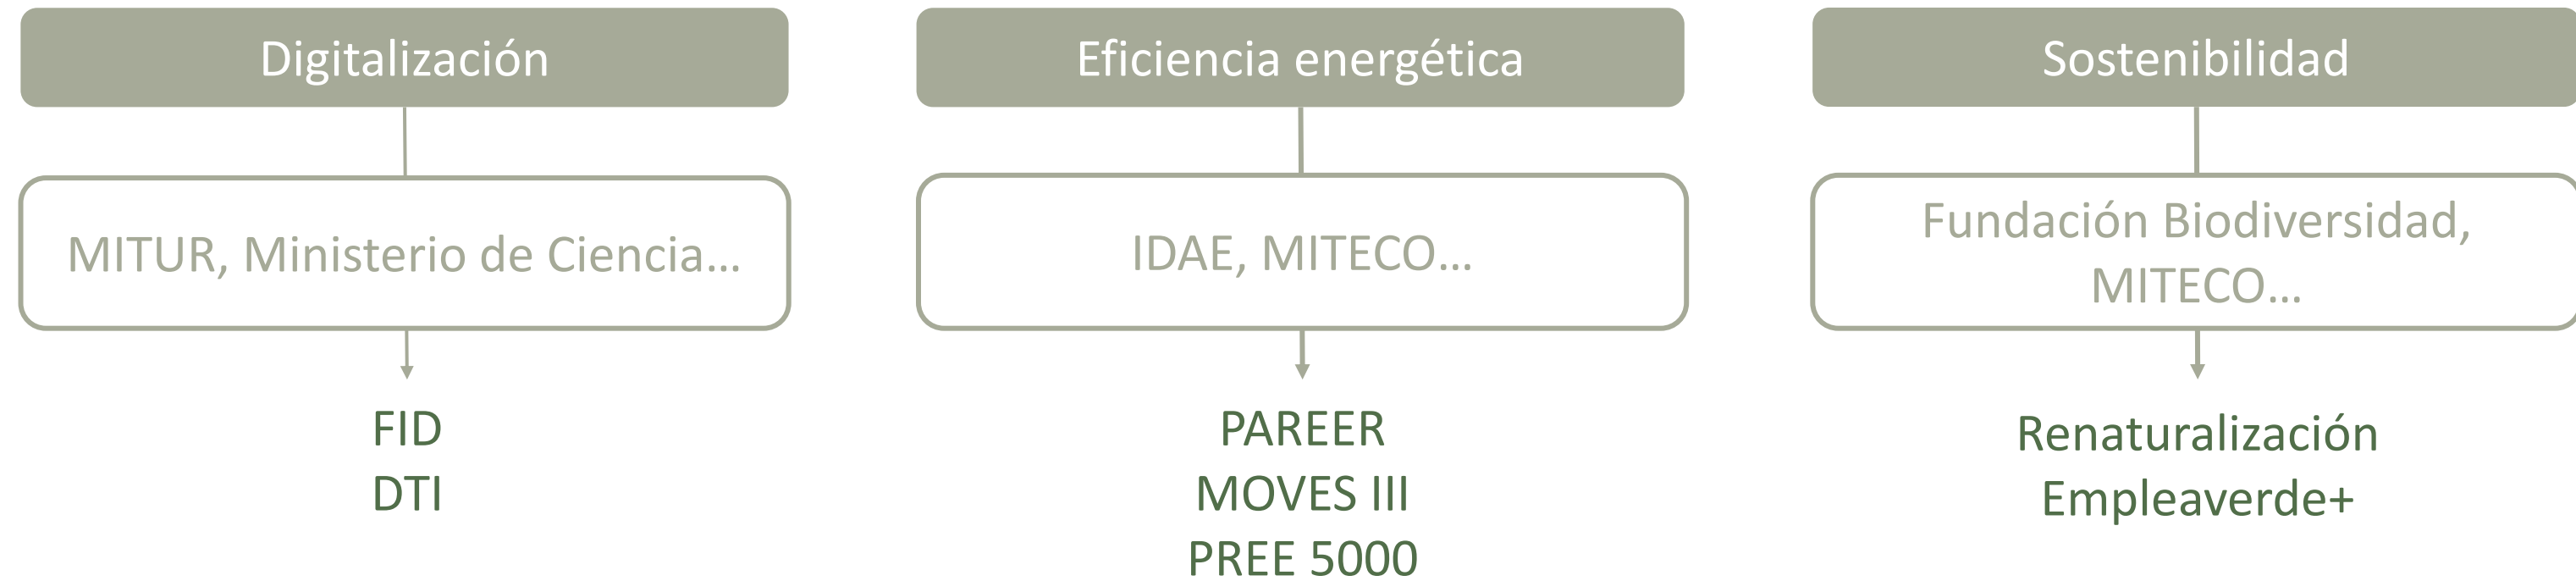 Digitalización
MITUR, Ministerio de Ciencia…
FID
DTI
Eficiencia energética
IDAE, MITECO…
PAREER
MOVES III
PREE 5000
Sostenibilidad
Fundación Biodiversidad,
MITECO…
Renaturalización
Empleaverde+